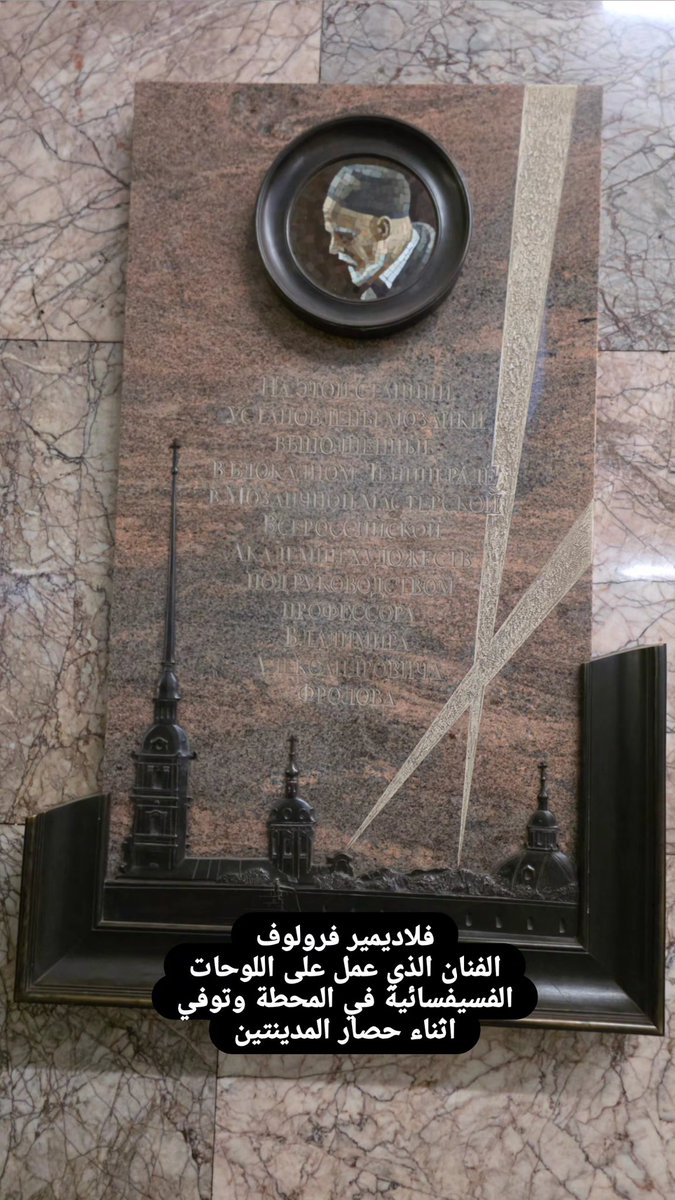 На этой станции
установлены мозаики
выполненные
в блокадном Ленинграде
в Мозаичной мастерской
Всероссийской
Академии художеств
под руководством
профессора
Владимира
Александровича
Фролова
فلاديمير فرولوف
الفنان الذي عمل على اللوحات
الفسيفسائية في المحطة وتوفي
اثناء حصار المدينتين